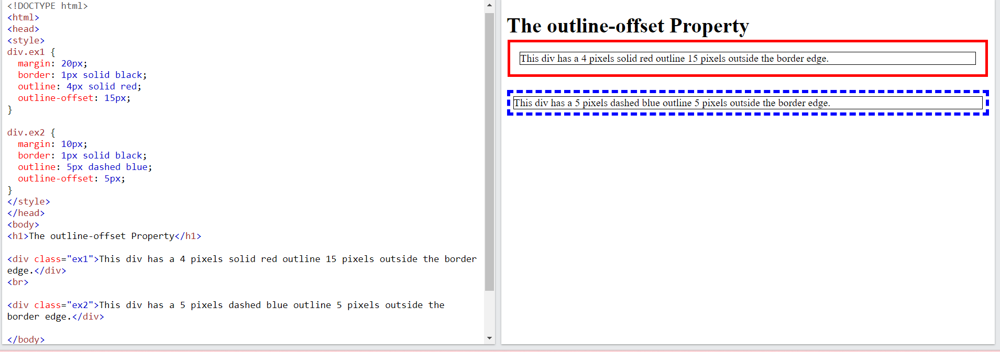 <!DOCTYPE html>
<html>
<head>
<style>
div.ex1 {
  margin: 20px;
  border: 1px solid black;
  outline: 4px solid red;
  outline-offset: 15px;
}
div.ex2 {
  margin: 10px;
  border: 1px solid black;
  outline: 5px dashed blue;
  outline-offset: 5px;
}
</style>
</head>
<body>
<h1>The outline-offset Property</h1>
<div class="ex1">This div has a 4 pixels solid red outline 15 pixels outside the border
edge.</div>
<br>
<div class="ex2">This div has a 5 pixels dashed blue outline 5 pixels outside the
border edge.</div>
</body>
The outline-offset Property
This div has a 4 pixels solid red outline 15 pixels outside the border edge.
This div has a 5 pixels dashed blue outline 5 pixels outside the border edge.